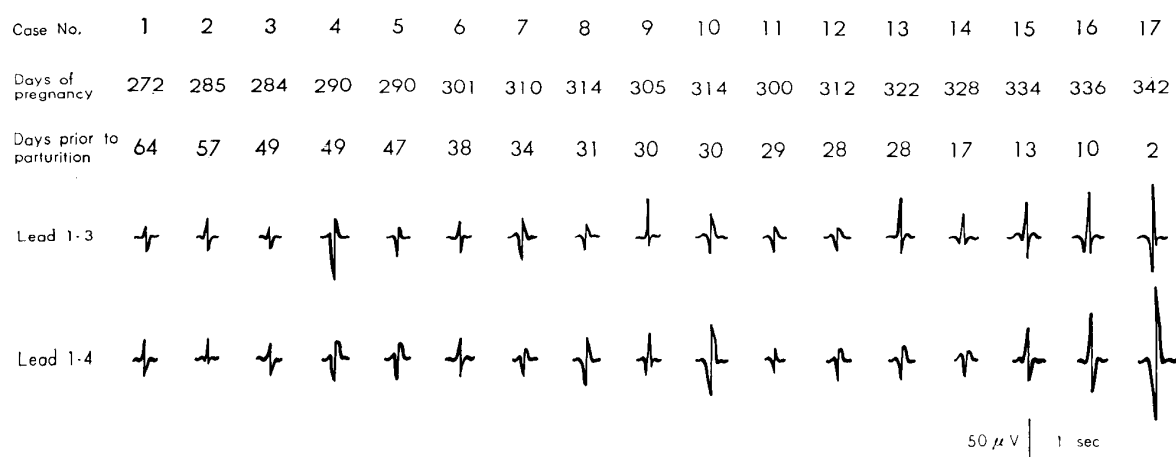 Case No. 1 2 3 4 5 6 7 8 9 10 11 12 13 14 15 16 17
Days of
pregnancy 272 285 284 290 290 301 310 314 305 314 300 312 322 328 334 336 342
Days prior to
parturition 64 57 49 49 47 38 34 31 30 30 29 28 28 17 13 10 2
Lead 1-3
Lead 1-4
50 μV 1 sec